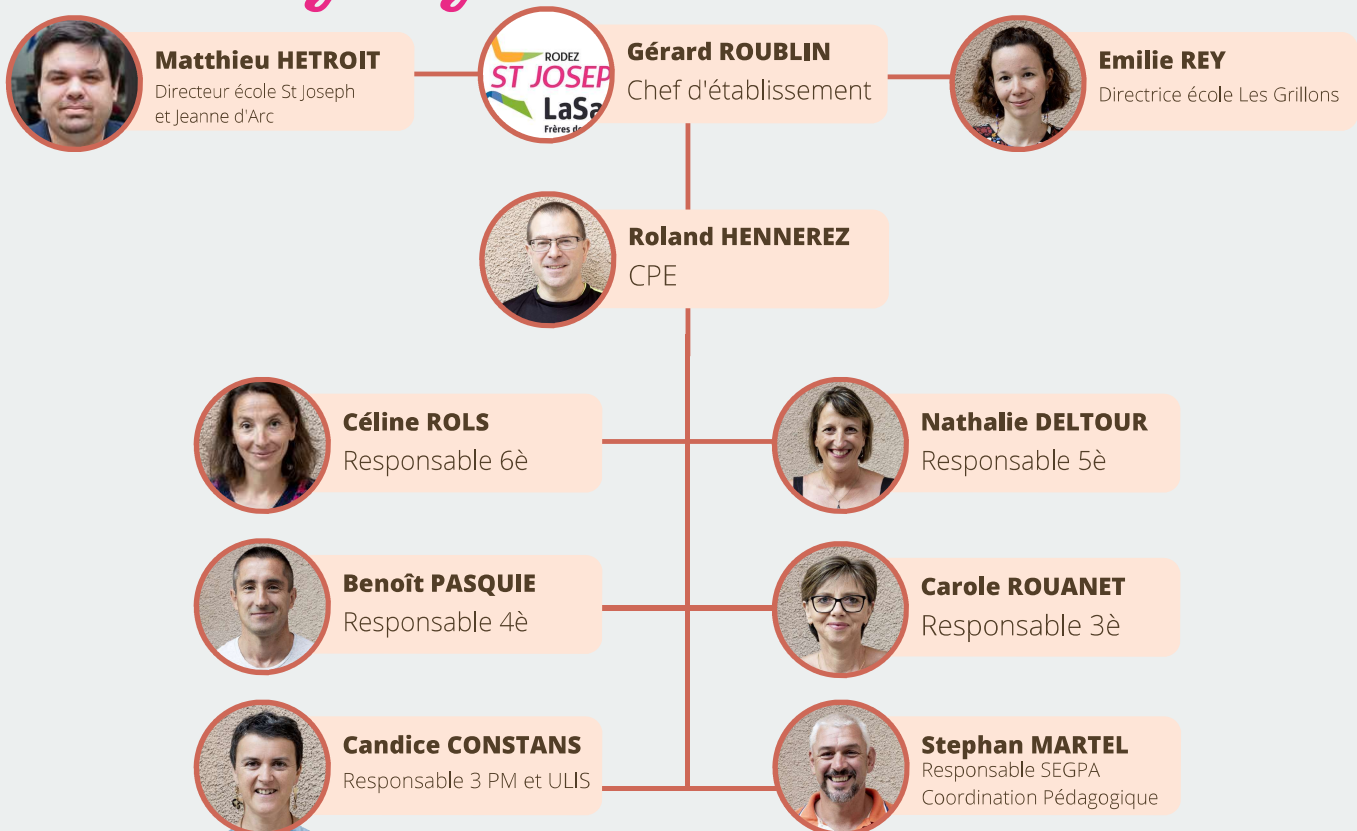 Matthieu HETROIT
Directeur école St Joseph
et Jeanne d'Arc
RODEZ
ST JOSEP
LaSa
Frères de
Gérard ROUBLIN
Chef d'établissement
Emilie REY
Directrice école Les Grillons
Roland HENNEREZ
CPE
Céline ROLS
Responsable 6è
Nathalie DELTOUR
Responsable 5è
Benoît PASQUIE
Responsable 4è
Carole ROUANET
Responsable 3è
Candice CONSTANS
Responsable 3 PM et ULIS
Stephan MARTEL
Responsable SEGPA
Coordination Pédagogique